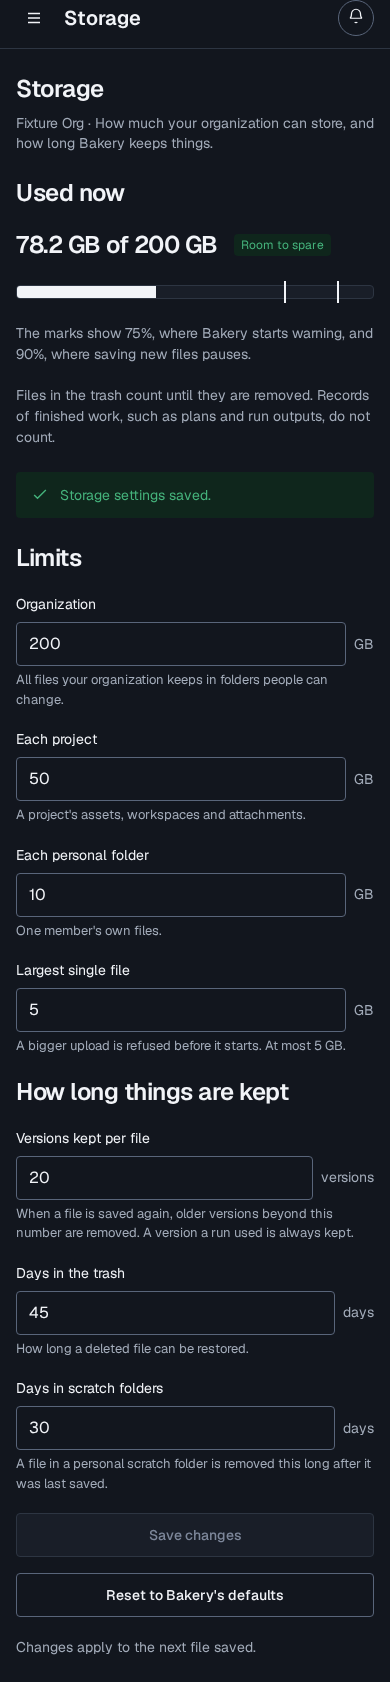 Storage
Storage
Fixture Org · How much your organization can store, and
how long Bakery keeps things.
Used now
78.2 GB of 200 GB
Room to spare
The marks show 75%, where Bakery starts warning, and
90%, where saving new files pauses.
Files in the trash count until they are removed. Records
of finished work, such as plans and run outputs, do not
count.
Storage settings saved.
Limits
Organization
200 GB
All files your organization keeps in folders people can
change.
Each project
50 GB
A project's assets, workspaces and attachments.
Each personal folder
10 GB
One member's own files.
Largest single file
5 GB
A bigger upload is refused before it starts. At most 5 GB.
How long things are kept
Versions kept per file
20 versions
When a file is saved again, older versions beyond this
number are removed. A version a run used is always kept.
Days in the trash
45 days
How long a deleted file can be restored.
Days in scratch folders
30 days
A file in a personal scratch folder is removed this long after it
was last saved.
Save changes
Reset to Bakery's defaults
Changes apply to the next file saved.